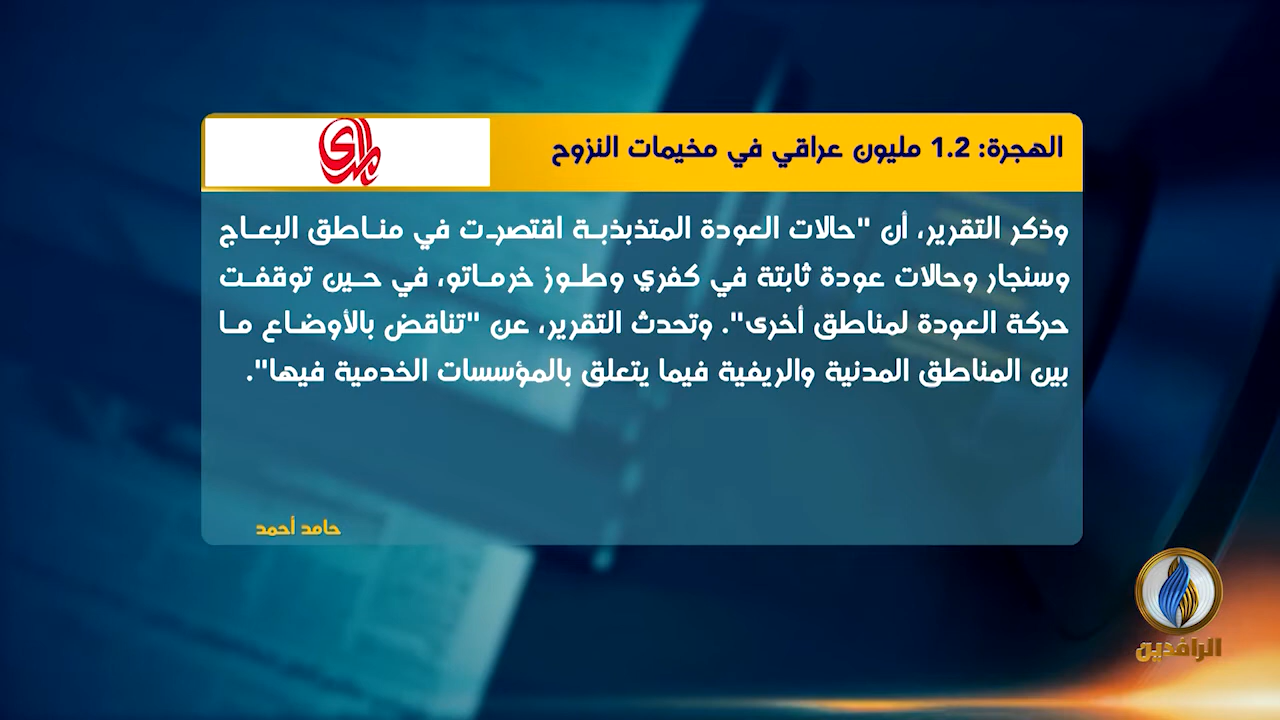 الهجرة: 1.2 مليون عراقي في مخيمات النزوح
المدى
وذكر التقرير، أن "حالات العودة المتذبذبة اقتصرت في مناطق البعاج
وسنجار وحالات عودة ثابتة في كفري وطوز خرماتو، في حين توقفت
حركة العودة لمناطق أخرى". وتحدث التقرير، عن "تناقض بالأوضاع ما
بين المناطق المدنية والريفية فيما يتعلق بالمؤسسات الخدمية فيها".
حامد أحمد
الرافدين